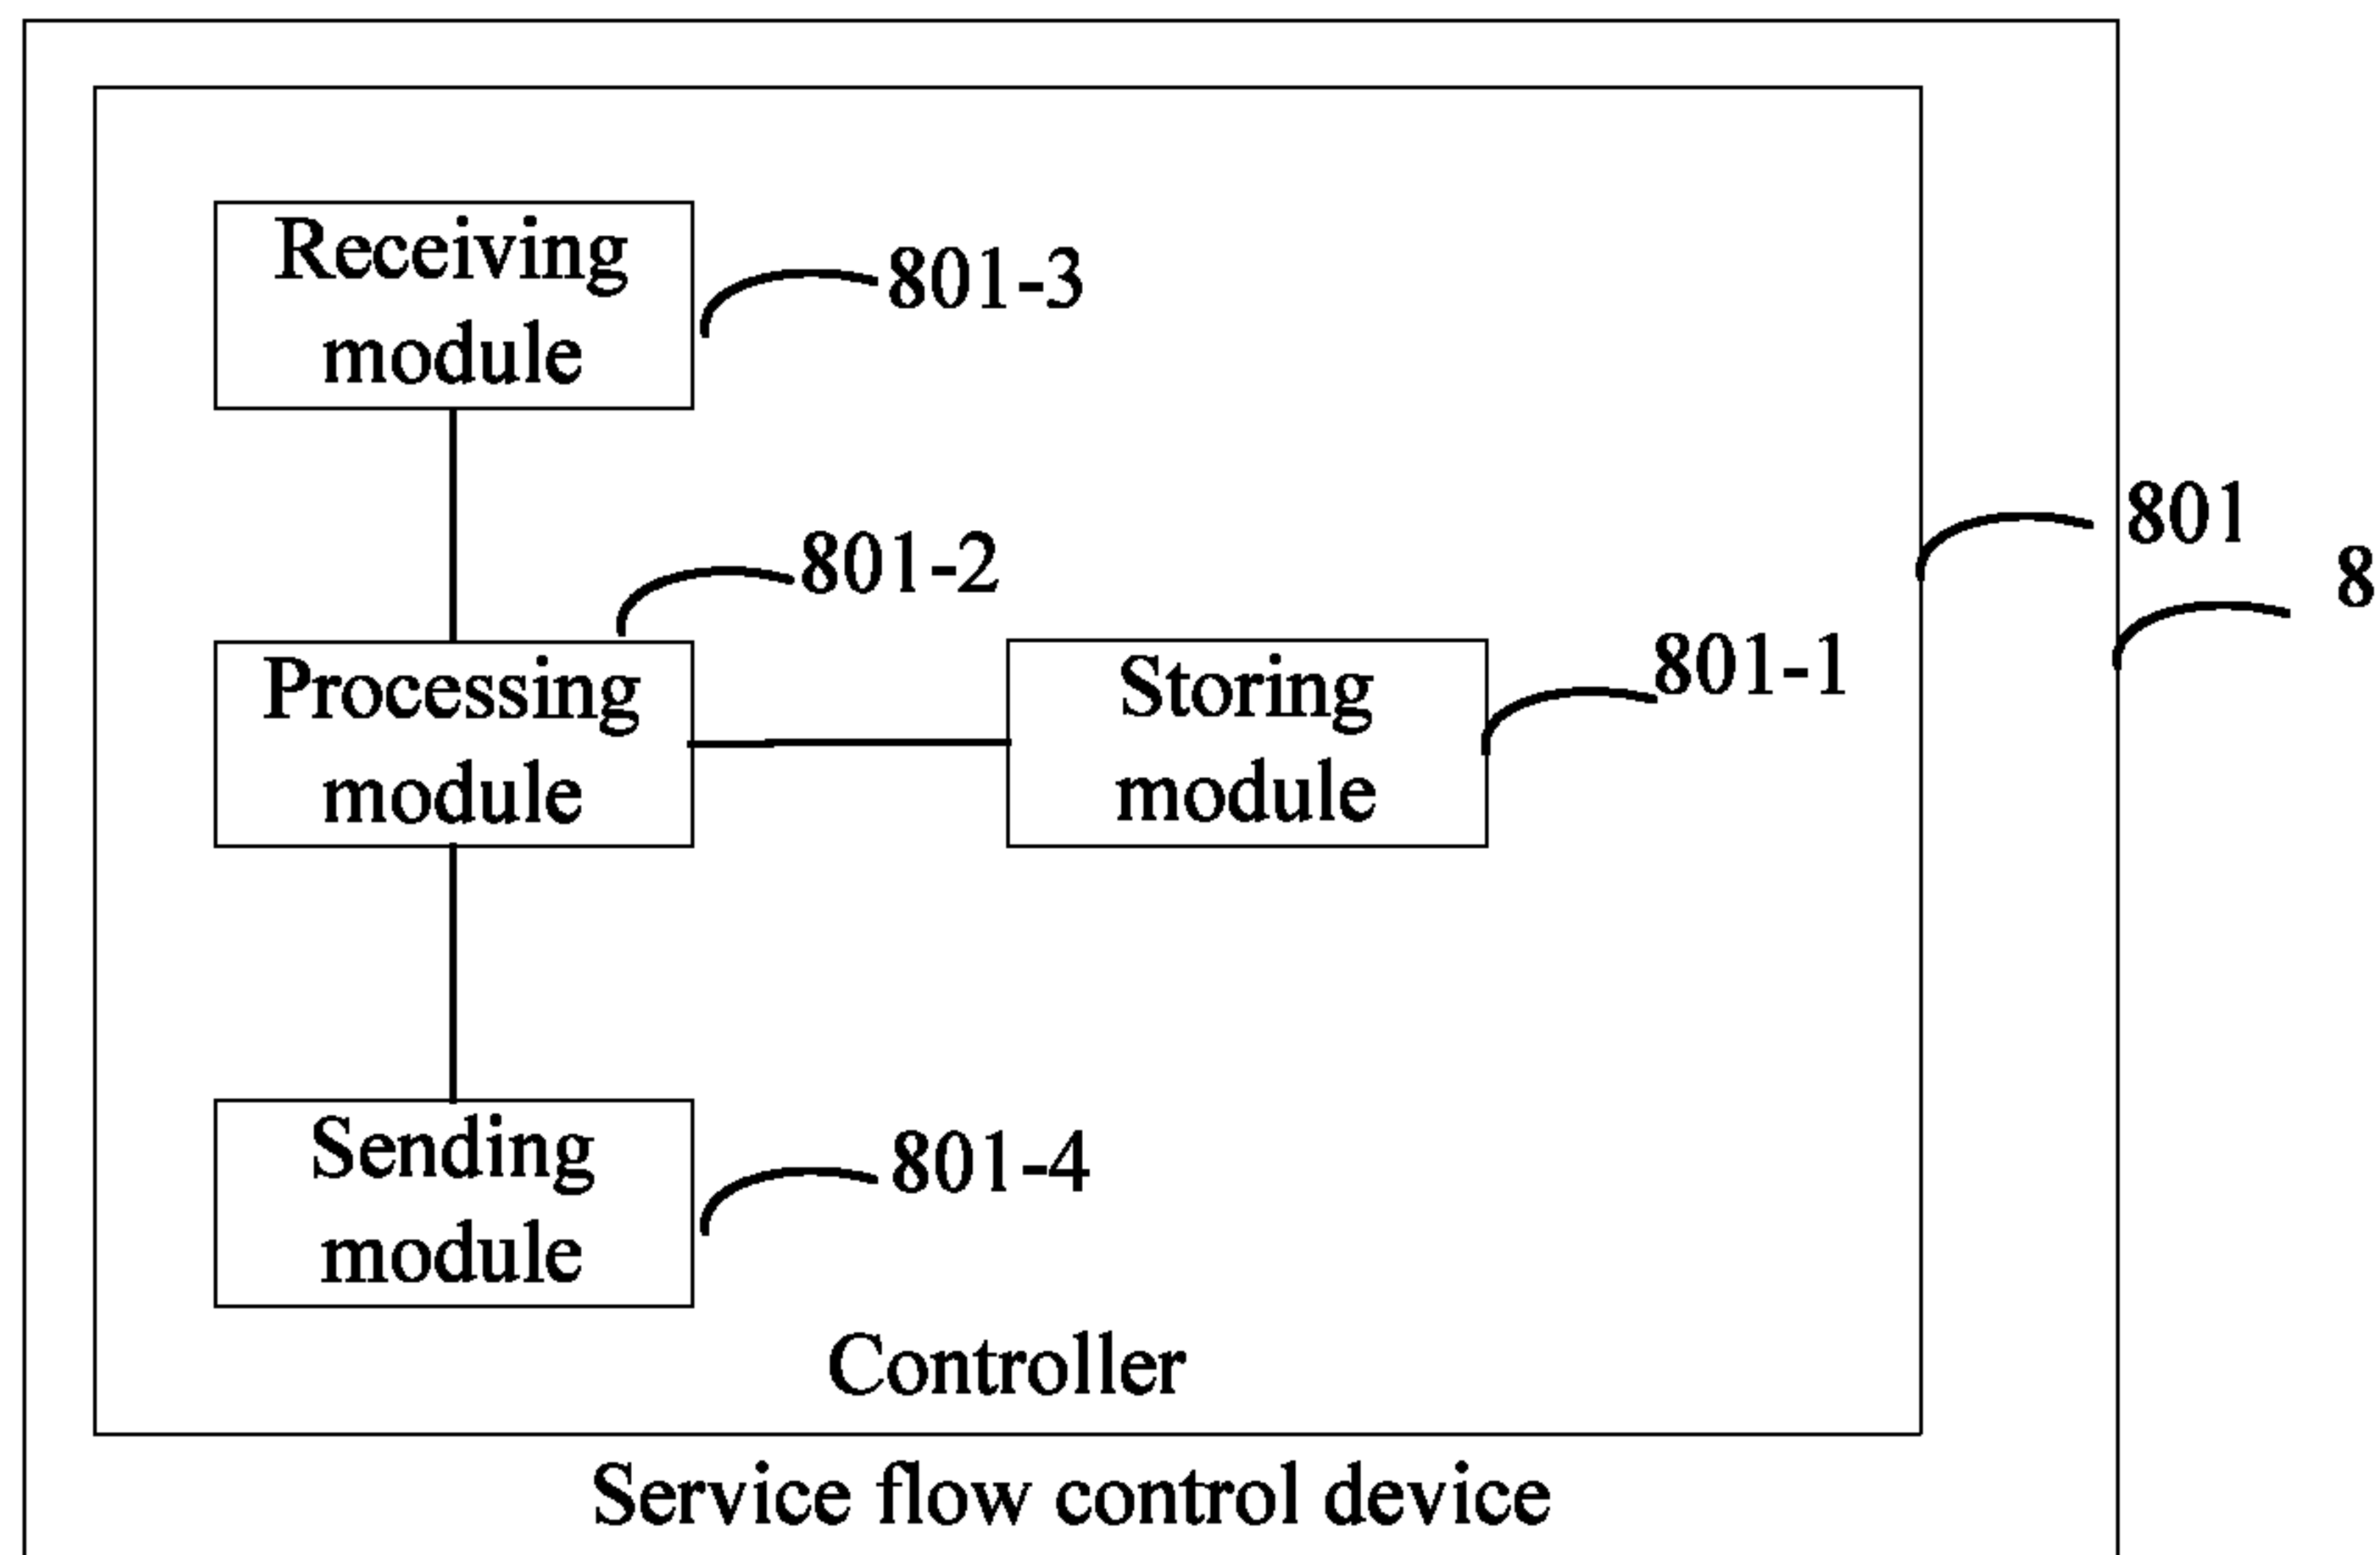 Receiving
module
801-3
801
8
801-2
Processing
module
Storing
module
801-1
Sending
module
801-4
Controller
Service flow control device